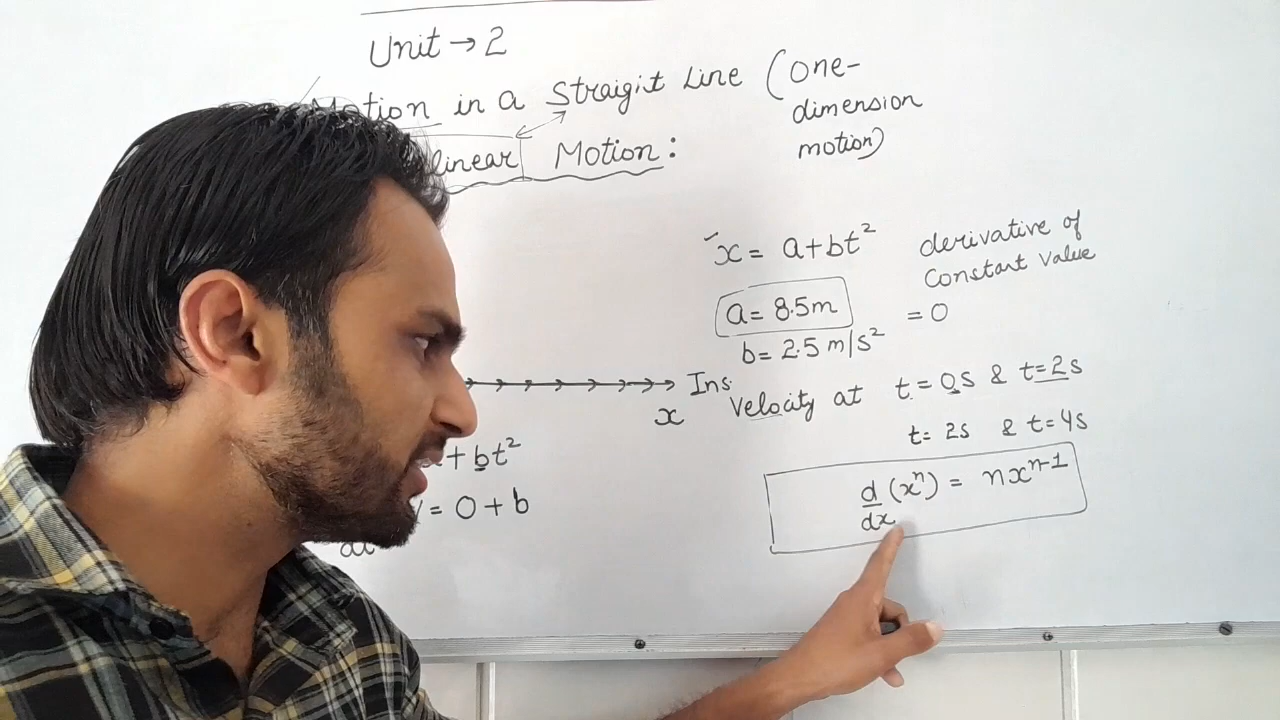 Unit → 2
Motion in a Straigit Line (One-
dimension
motion)
linear Motion:
x = a+bt²
derivative of
Constart value
= 0
a = 8.5m
b = 2.5 m/s²
Ins.
Velocity at t = 0s & t = 2s
t = 2s & t = 4s
x
+ bt²
= 0 + b
d/dx (xⁿ) = nxⁿ⁻¹